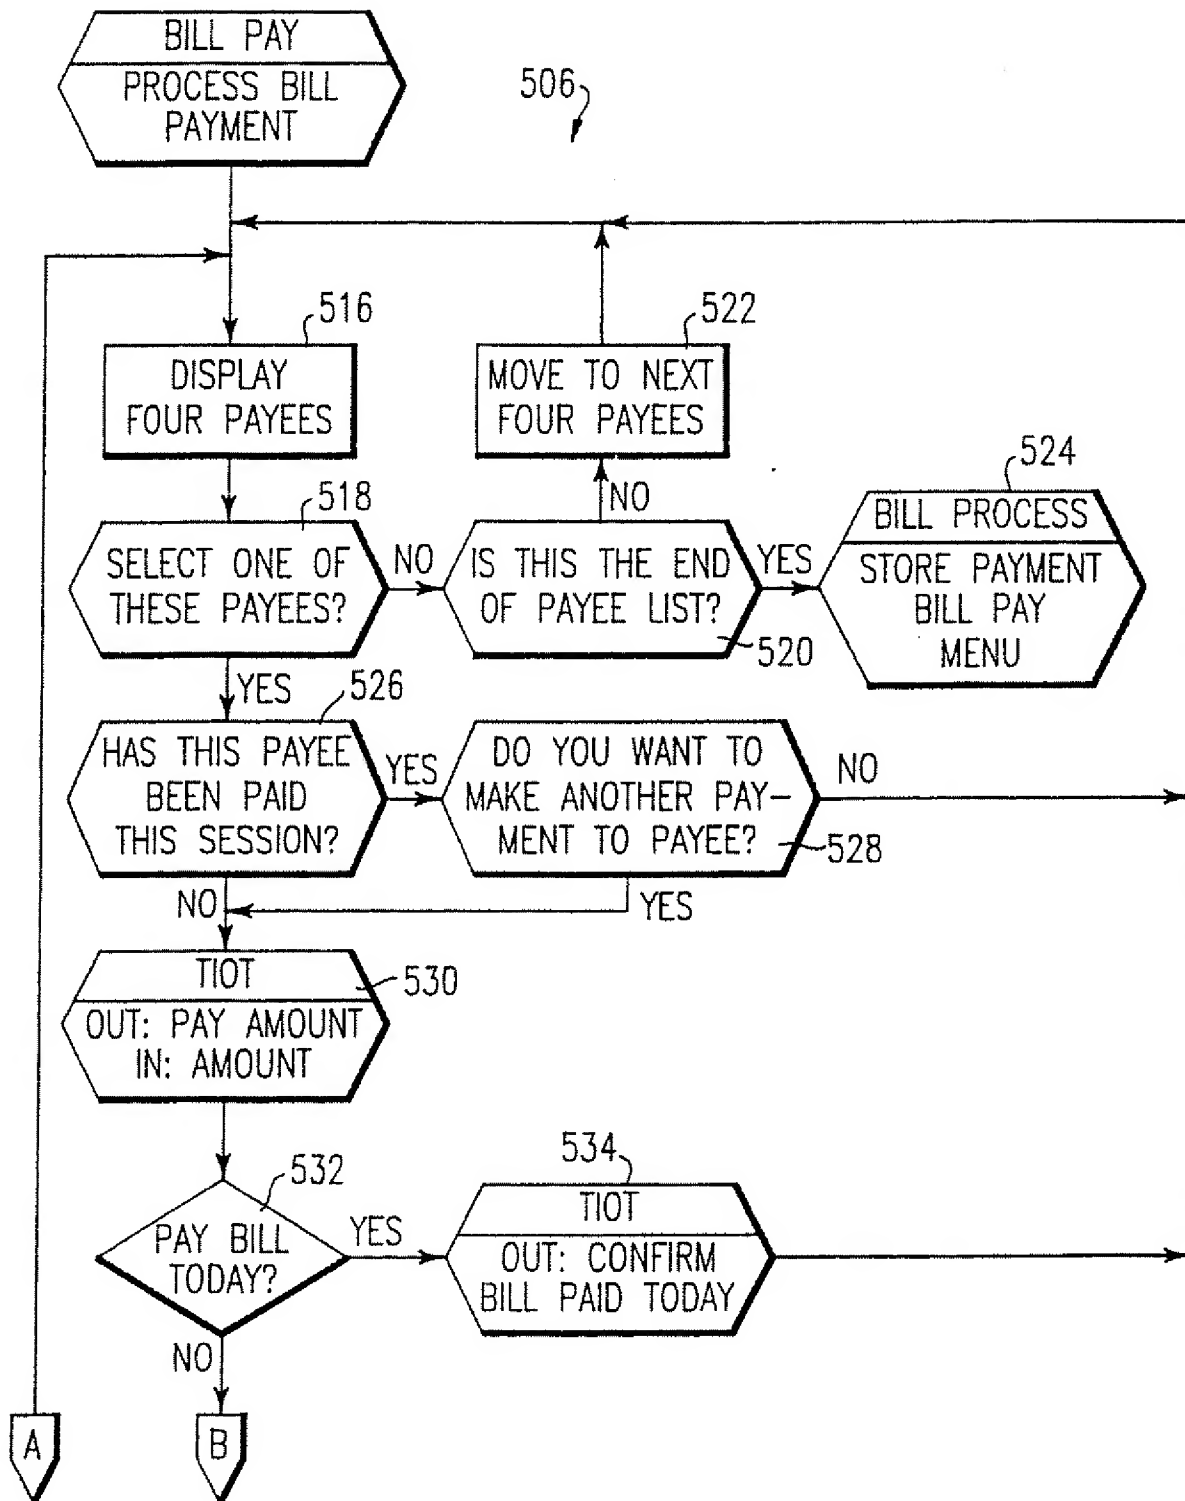 BILL PAY
PROCESS BILL
PAYMENT
506
516
DISPLAY
FOUR PAYEES
522
MOVE TO NEXT
FOUR PAYEES
518
SELECT ONE OF
THESE PAYEES?
NO
NO
IS THIS THE END
OF PAYEE LIST?
520
YES
524
BILL PROCESS
STORE PAYMENT
BILL PAY
MENU
YES
526
HAS THIS PAYEE
BEEN PAID
THIS SESSION?
YES
DO YOU WANT TO
MAKE ANOTHER PAY-
MENT TO PAYEE?
528
NO
NO
YES
TIOT
530
OUT: PAY AMOUNT
IN: AMOUNT
532
PAY BILL
TODAY?
YES
534
TIOT
OUT: CONFIRM
BILL PAID TODAY
NO
A
B